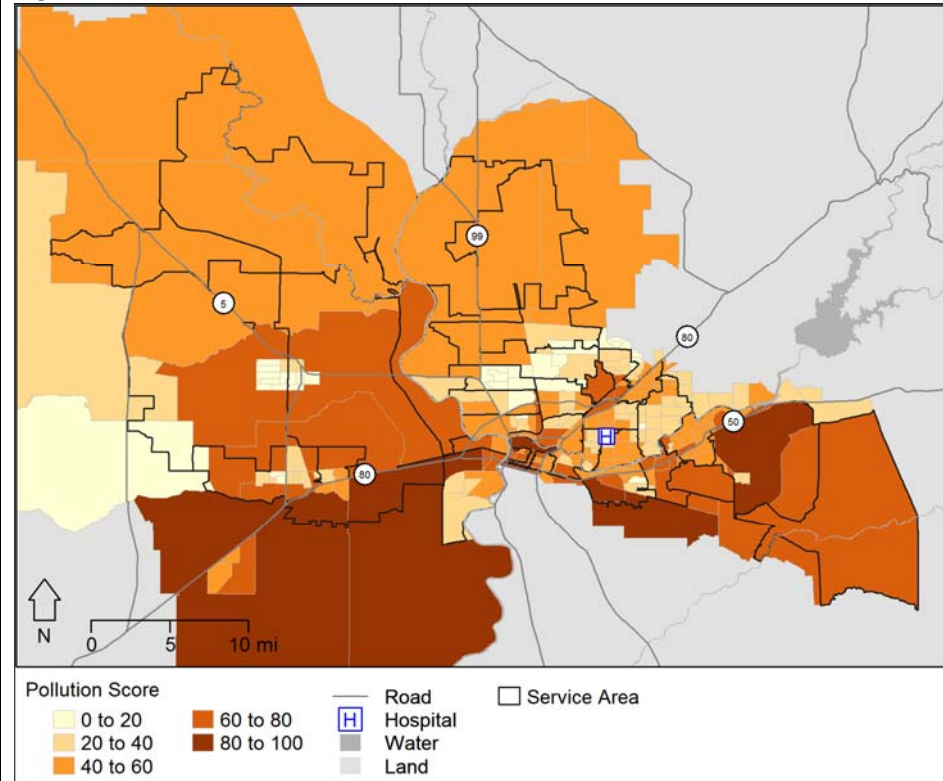 99
5
80
50
H
80
N
0 5 10 mi
Pollution Score
0 to 20
20 to 40
40 to 60
60 to 80
80 to 100
Road
H Hospital
Water
Land
Service Area